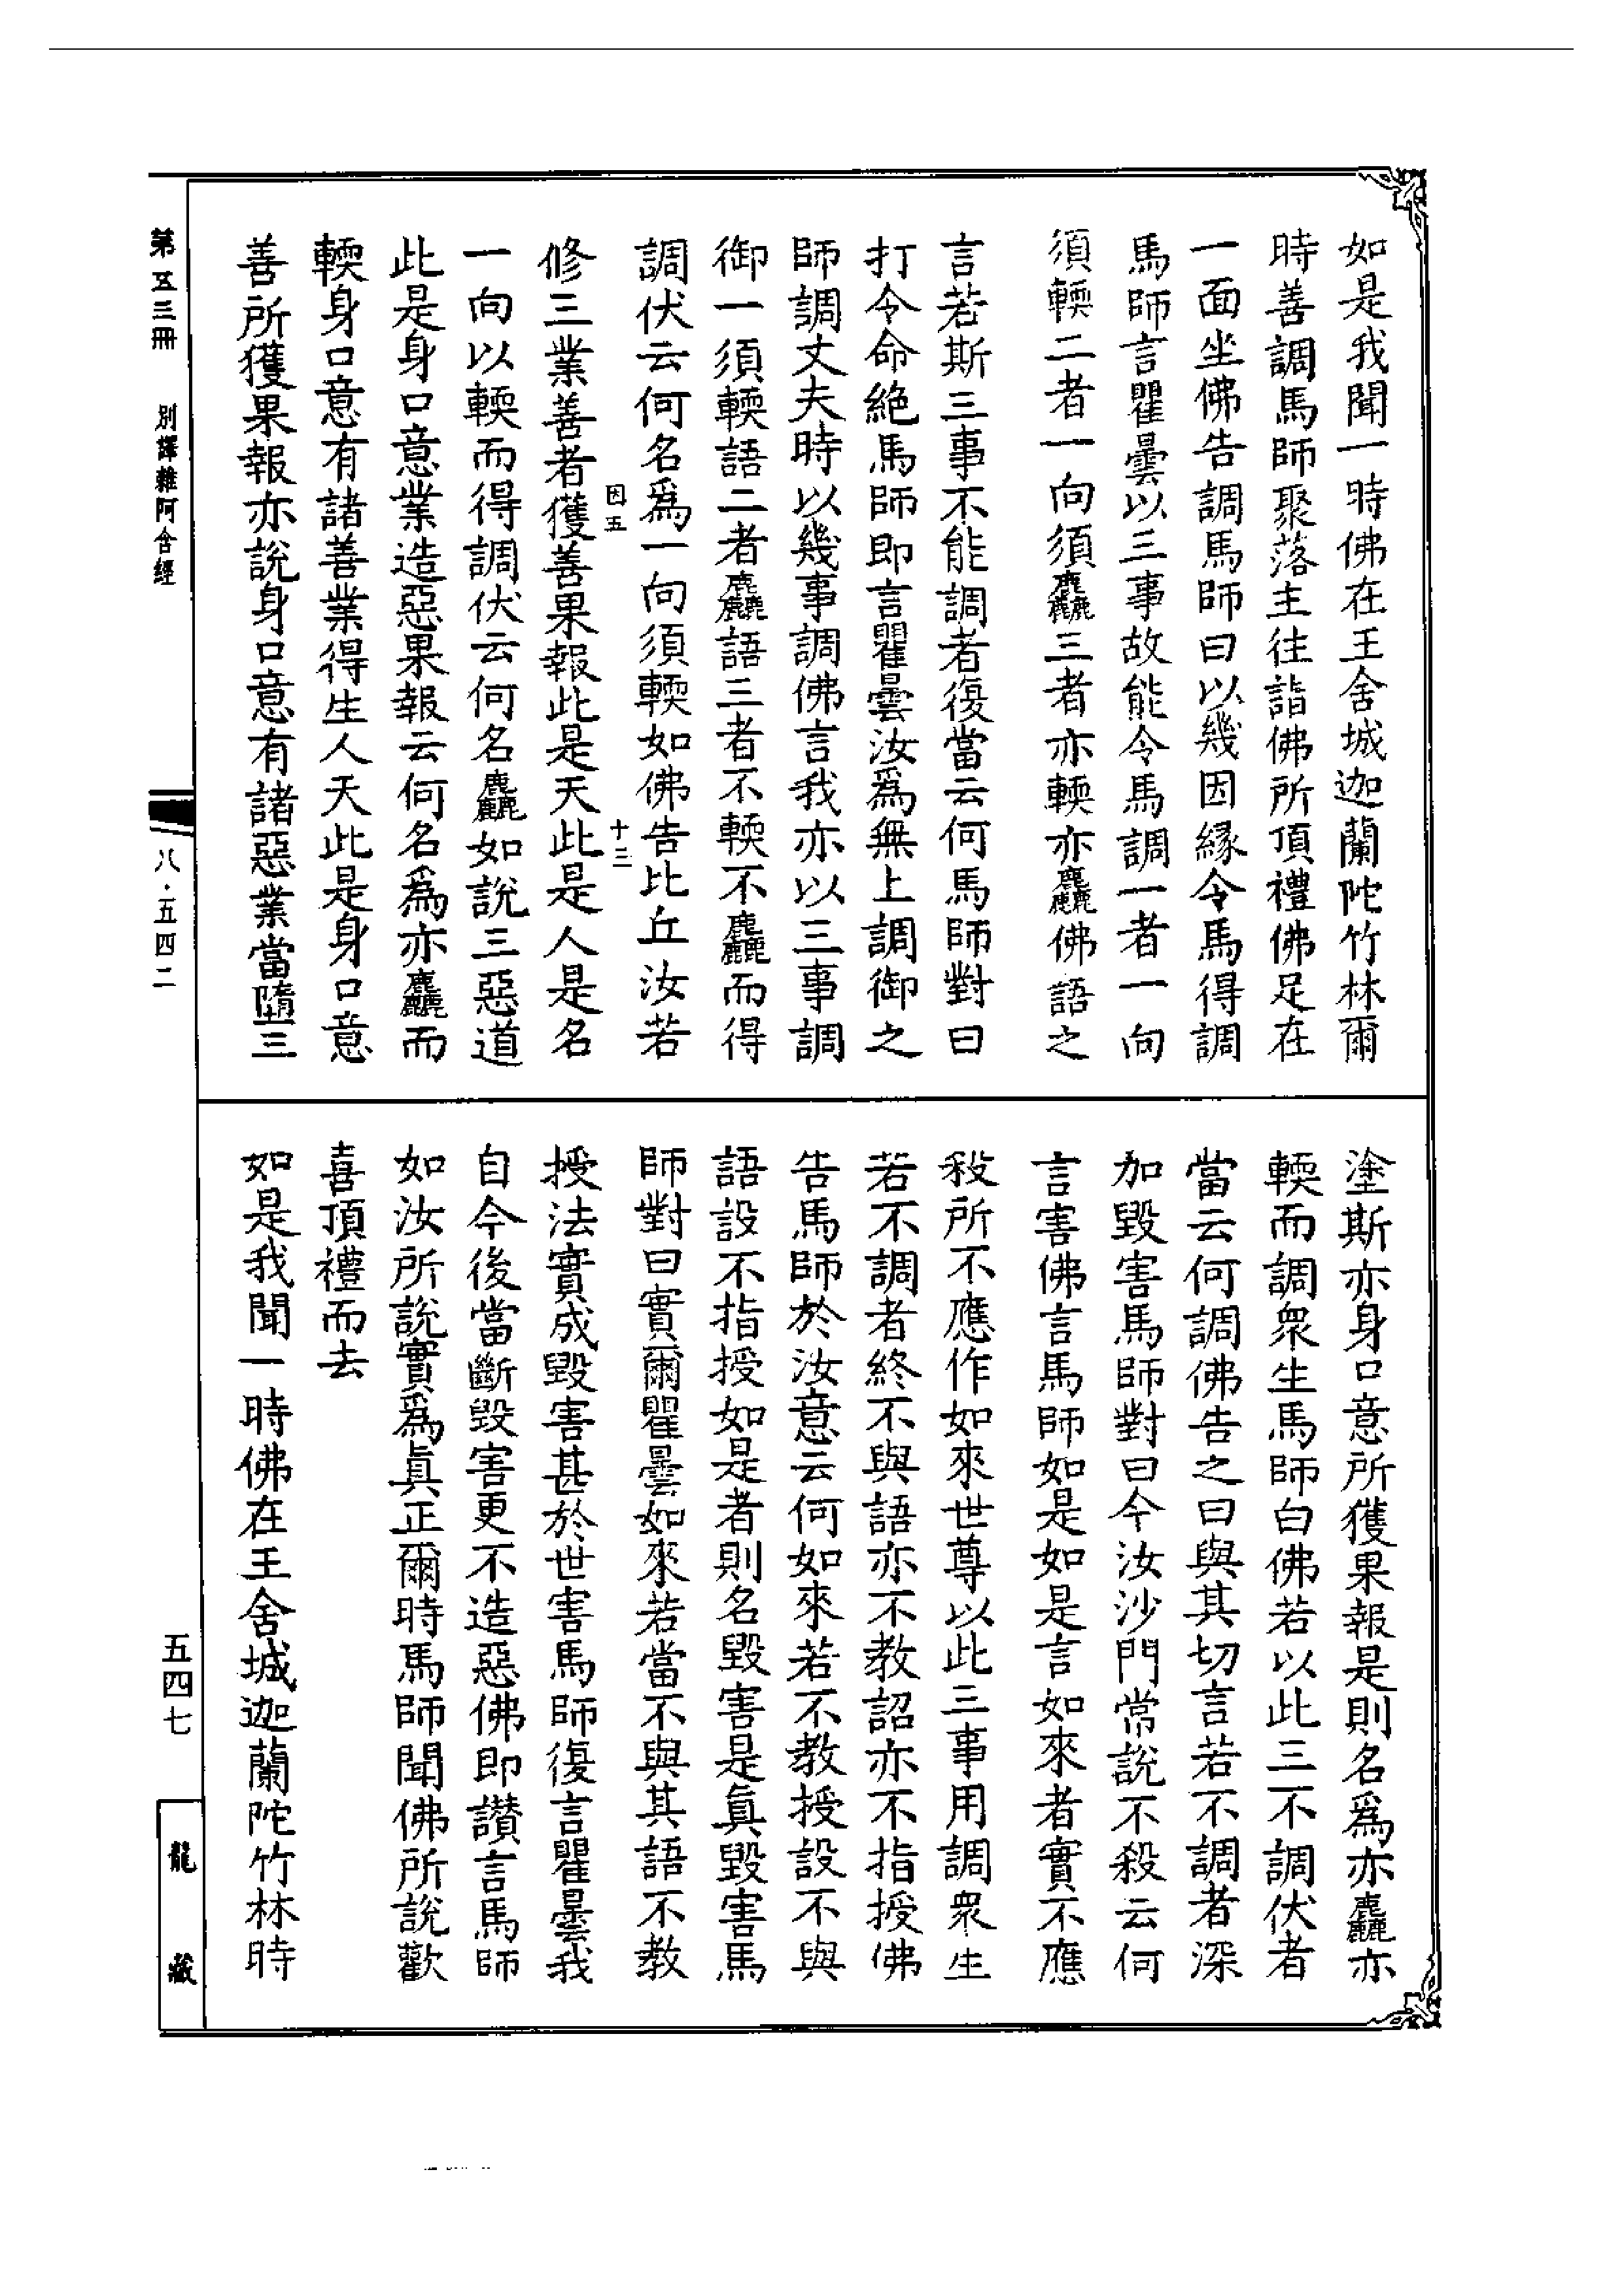 如是我聞一時佛在王舍城迦蘭陀竹林爾
時善調馬師聚落主往詣佛所頂禮佛足在
一面坐佛告調馬師曰以幾因緣令馬得調
馬師言瞿曇以三事故能令馬調一者一向
須輭二者一向須麤三者亦輭亦麤佛語之
言若斯三事不能調者復當云何馬師對曰
打令命絶馬師即言瞿曇汝爲無上調御之
師調丈夫時以幾事調佛言我亦以三事調
御一須輭語二者麤語三者不輭不麤而得
調伏云何名爲一向須輭如佛告比丘汝若
因五
十三
修三業善者獲善果報此是天此是人是名
一向以輭而得調伏云何名麤如說三惡道
此是身口意業造惡果報云何名爲亦麤而
輭身口意有諸善業得生人天此是身口意
善所獲果報亦說身口意有諸惡業當墮三
塗斯亦身口意所獲果報是則名爲亦麤亦
輭而調衆生馬師白佛若以此三不調伏者
當云何調佛告之曰與其切言若不調者深
加毀害馬師對曰今汝沙門常說不殺云何
言害佛言馬師如是如是言如來者實不應
殺所不應作如來世尊以此三事用調衆生
若不調者終不與語亦不教詔亦不指授佛
告馬師於汝意云何如來若不教授設不與
語設不指授如是者則名毀害是眞毀害馬
師對曰實爾瞿曇如來若當不與其語不教
授法實成毀害甚於世害馬師復言瞿曇我
自今後當斷毀害更不造惡佛即讃言馬師
如汝所說實爲眞正爾時馬師聞佛所說歡
喜頂禮而去
如是我聞一時佛在王舍城迦蘭陀竹林時
第五三冊
別譯雜阿含經
八·五四二
五四七
龍藏